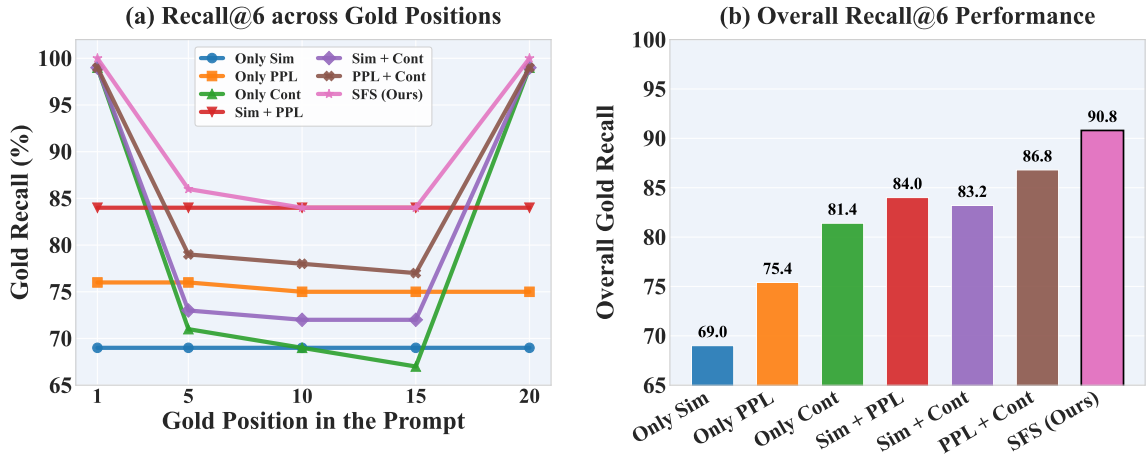 (a) Recall@6 across Gold Positions
Gold Recall (%)
100
95
90
85
80
75
70
65
1 5 10 15 20
Gold Position in the Prompt
Only Sim
Only PPL
Only Cont
Sim + PPL
Sim + Cont
PPL + Cont
SFS (Ours)
(b) Overall Recall@6 Performance
Overall Gold Recall
100
95
90
85
80
75
70
65
69.0
75.4
81.4
84.0
83.2
86.8
90.8
Only Sim
Only PPL
Only Cont
Sim + PPL
Sim + Cont
PPL + Cont
SFS (Ours)